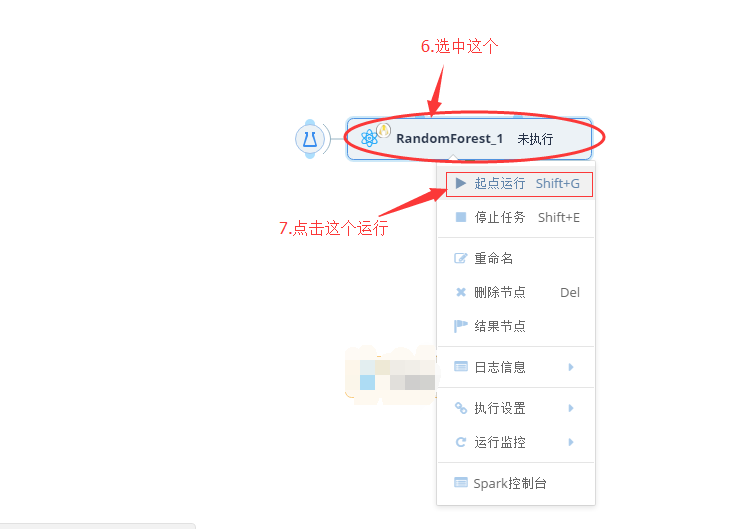 6.选中这个
RandomForest_1 未执行
起点运行 Shift+G
7.点击这个运行
停止任务 Shift+E
重命名
删除节点 Del
结果节点
日志信息
执行设置
运行监控
Spark控制台